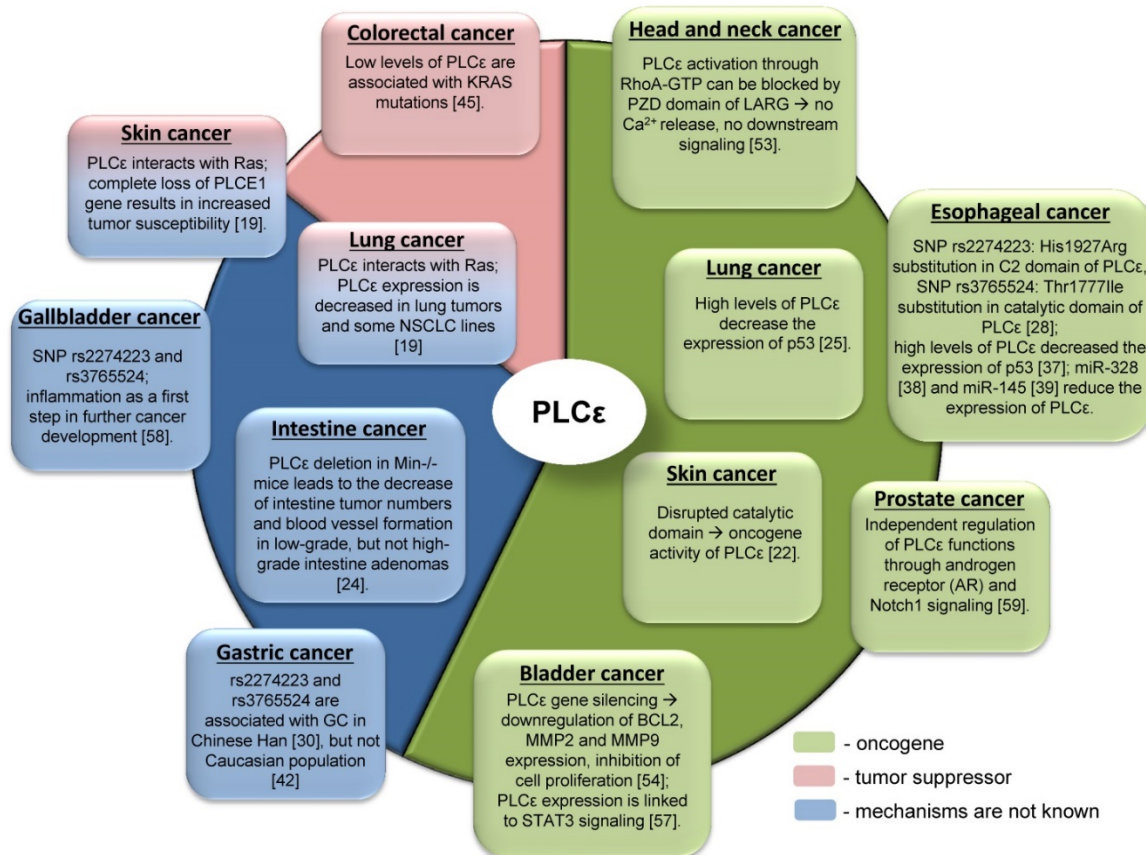 Colorectal cancer
Low levels of PLCε are
associated with KRAS
mutations [45].
Head and neck cancer
PLCε activation through
RhoA-GTP can be blocked by
PZD domain of LARG → no
Ca²⁺ release, no downstream
signaling [53].
Skin cancer
PLCε interacts with Ras;
complete loss of PLCE1
gene results in increased
tumor susceptibility [19].
Lung cancer
PLCε interacts with Ras;
PLCε expression is
decreased in lung tumors
and some NSCLC lines
[19]
Lung cancer
High levels of PLCε
decrease the
expression of p53 [25].
Esophageal cancer
SNP rs2274223: His1927Arg
substitution in C2 domain of PLCε,
SNP rs3765524: Thr1777Ile
substitution in catalytic domain of
PLCε [28];
high levels of PLCε decreased the
expression of p53 [37]; miR-328
[38] and miR-145 [39] reduce the
expression of PLCε.
Gallbladder cancer
SNP rs2274223 and
rs3765524;
inflammation as a first
step in further cancer
development [58].
PLCε
Intestine cancer
PLCε deletion in Min-/-
mice leads to the decrease
of intestine tumor numbers
and blood vessel formation
in low-grade, but not high-
grade intestine adenomas
[24].
Skin cancer
Disrupted catalytic
domain → oncogene
activity of PLCε [22].
Prostate cancer
Independent regulation
of PLCε functions
through androgen
receptor (AR) and
Notch1 signaling [59].
Gastric cancer
rs2274223 and
rs3765524 are
associated with GC in
Chinese Han [30], but not
Caucasian population
[42]
Bladder cancer
PLCε gene silencing →
downregulation of BCL2,
MMP2 and MMP9
expression, inhibition of
cell proliferation [54];
PLCε expression is linked
to STAT3 signaling [57].
- oncogene
- tumor suppressor
- mechanisms are not known